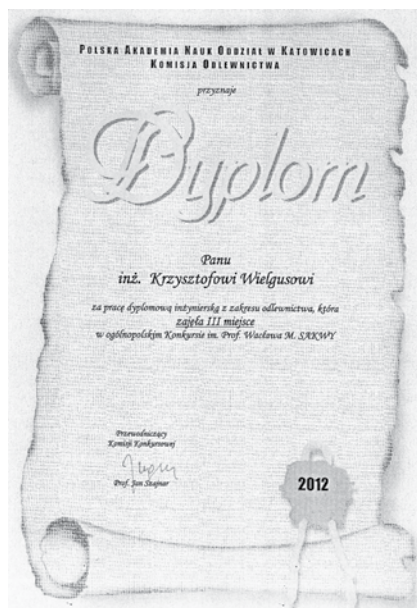 POLSKA AKADEMIA NAUK ODDZIAŁ W KATOWICACH
KOMISJA ODLEWNICTWA
przyznaje
Dyplom
Panu
inż. Krzysztofowi Wielgusowi
za pracę dyplomową inżynierską z zakresu odlewnictwa, która
zajęła III miejsce
w ogólnopolskim Konkursie im. Prof. Wacława M. SAKWY
Przewodniczący
Komisji Konkursowej
Prof. Jan Szajnar
2012